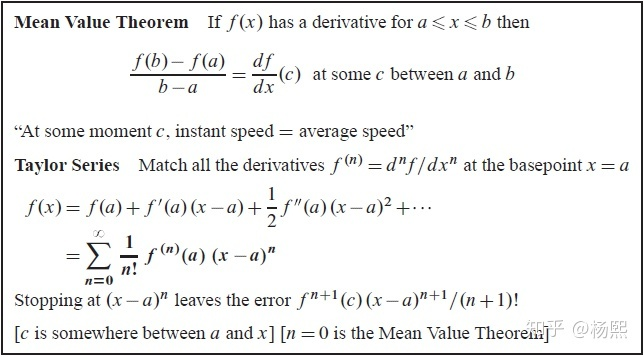 Mean Value Theorem If f(x) has a derivative for a ⩽ x ⩽ b then
f(b) − f(a) / b − a = df/dx (c) at some c between a and b
“At some moment c, instant speed = average speed”
Taylor Series Match all the derivatives f⁽ⁿ⁾ = dⁿf/dxⁿ at the basepoint x = a
f(x) = f(a) + f′(a) (x − a) + 1/2 f″(a) (x − a)² + ···
= ∑_{n=0}^{∞} 1/n! f⁽ⁿ⁾(a) (x − a)ⁿ
Stopping at (x − a)ⁿ leaves the error fⁿ⁺¹(c) (x − a)ⁿ⁺¹/(n + 1)!
[c is somewhere between a and x] [n = 0 is the Mean Value Theorem]
知乎 @杨熙